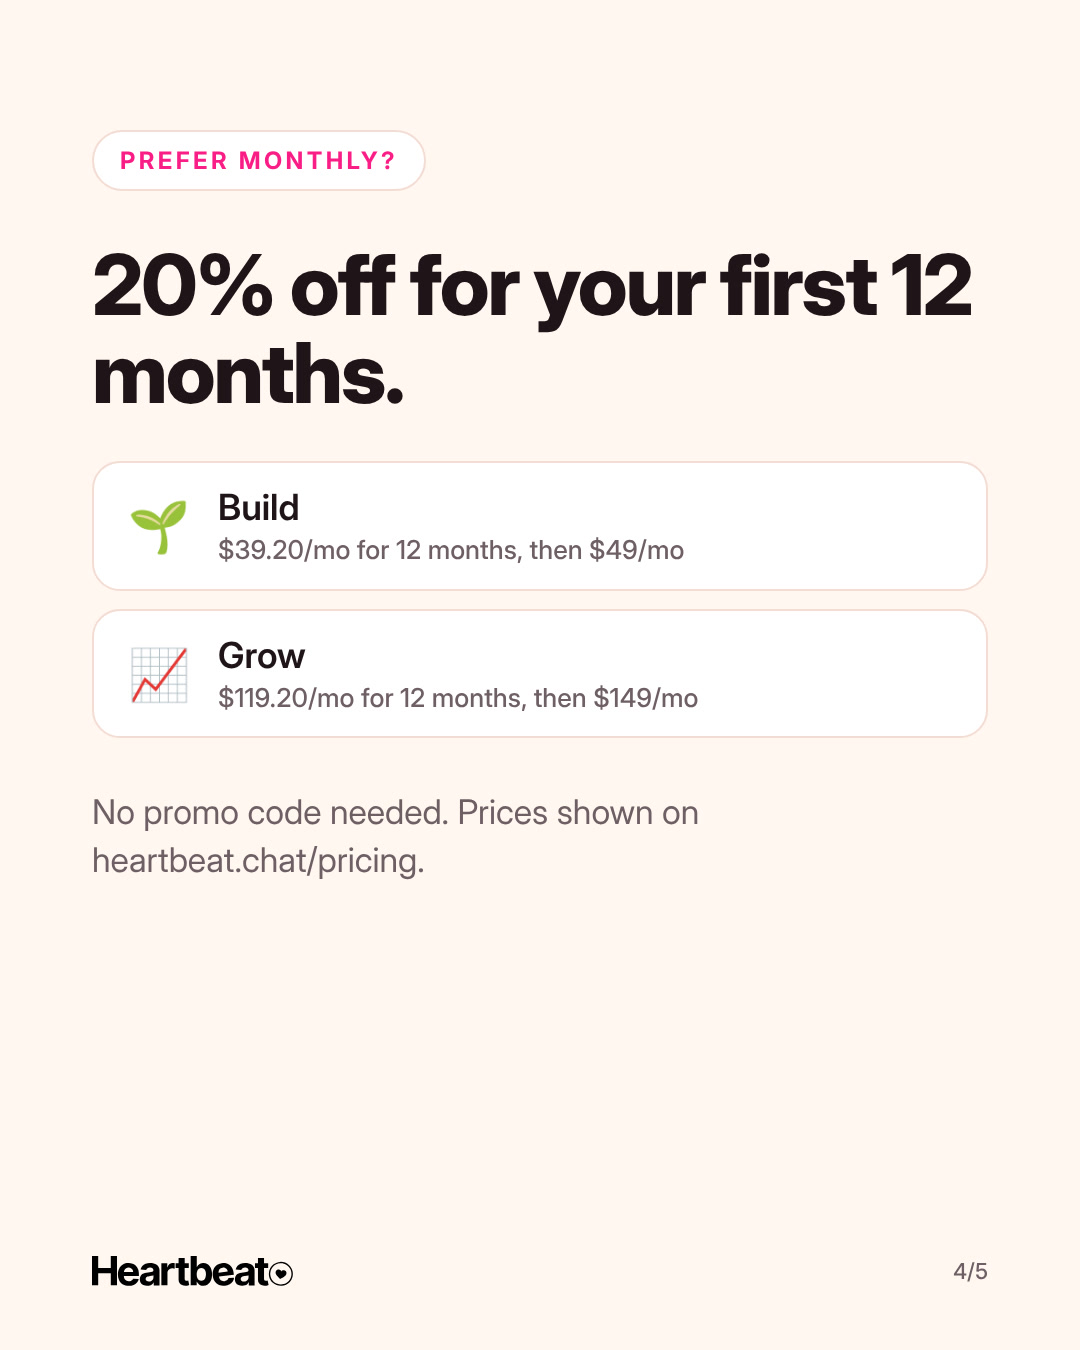 PREFER MONTHLY?
20% off for your first 12
months.
Build
$39.20/mo for 12 months, then $49/mo
Grow
$119.20/mo for 12 months, then $149/mo
No promo code needed. Prices shown on
heartbeat.chat/pricing.
Heartbeat
4/5